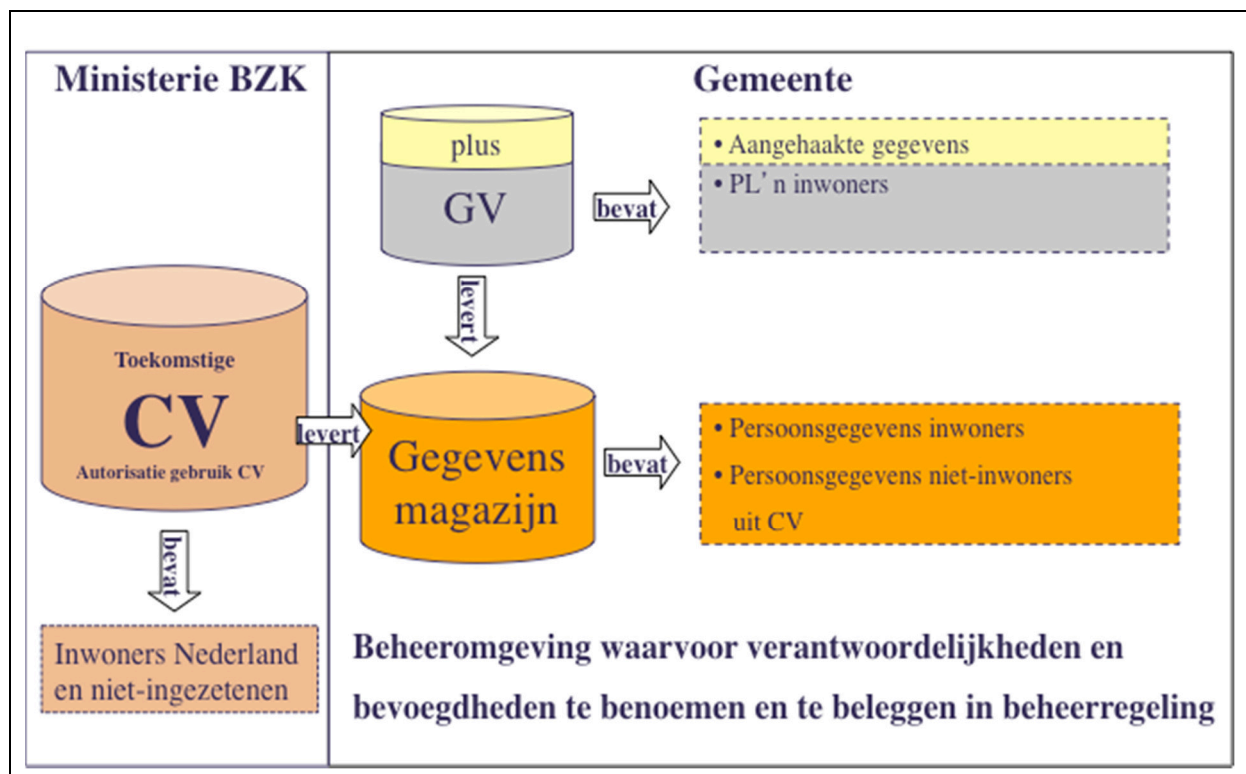 Ministerie BZK
Gemeente
plus
GV
bevat
• Aangehaakte gegevens
• PL'n inwoners
levert
Toekomstige
CV
Autorisatie gebruik CV
levert
Gegevens
magazijn
bevat
• Persoonsgegevens inwoners
• Persoonsgegevens niet-inwoners
uit CV
bevat
Inwoners Nederland
en niet-ingezetenen
Beheeromgeving waarvoor verantwoordelijkheden en
bevoegdheden te benoemen en te beleggen in beheerregeling